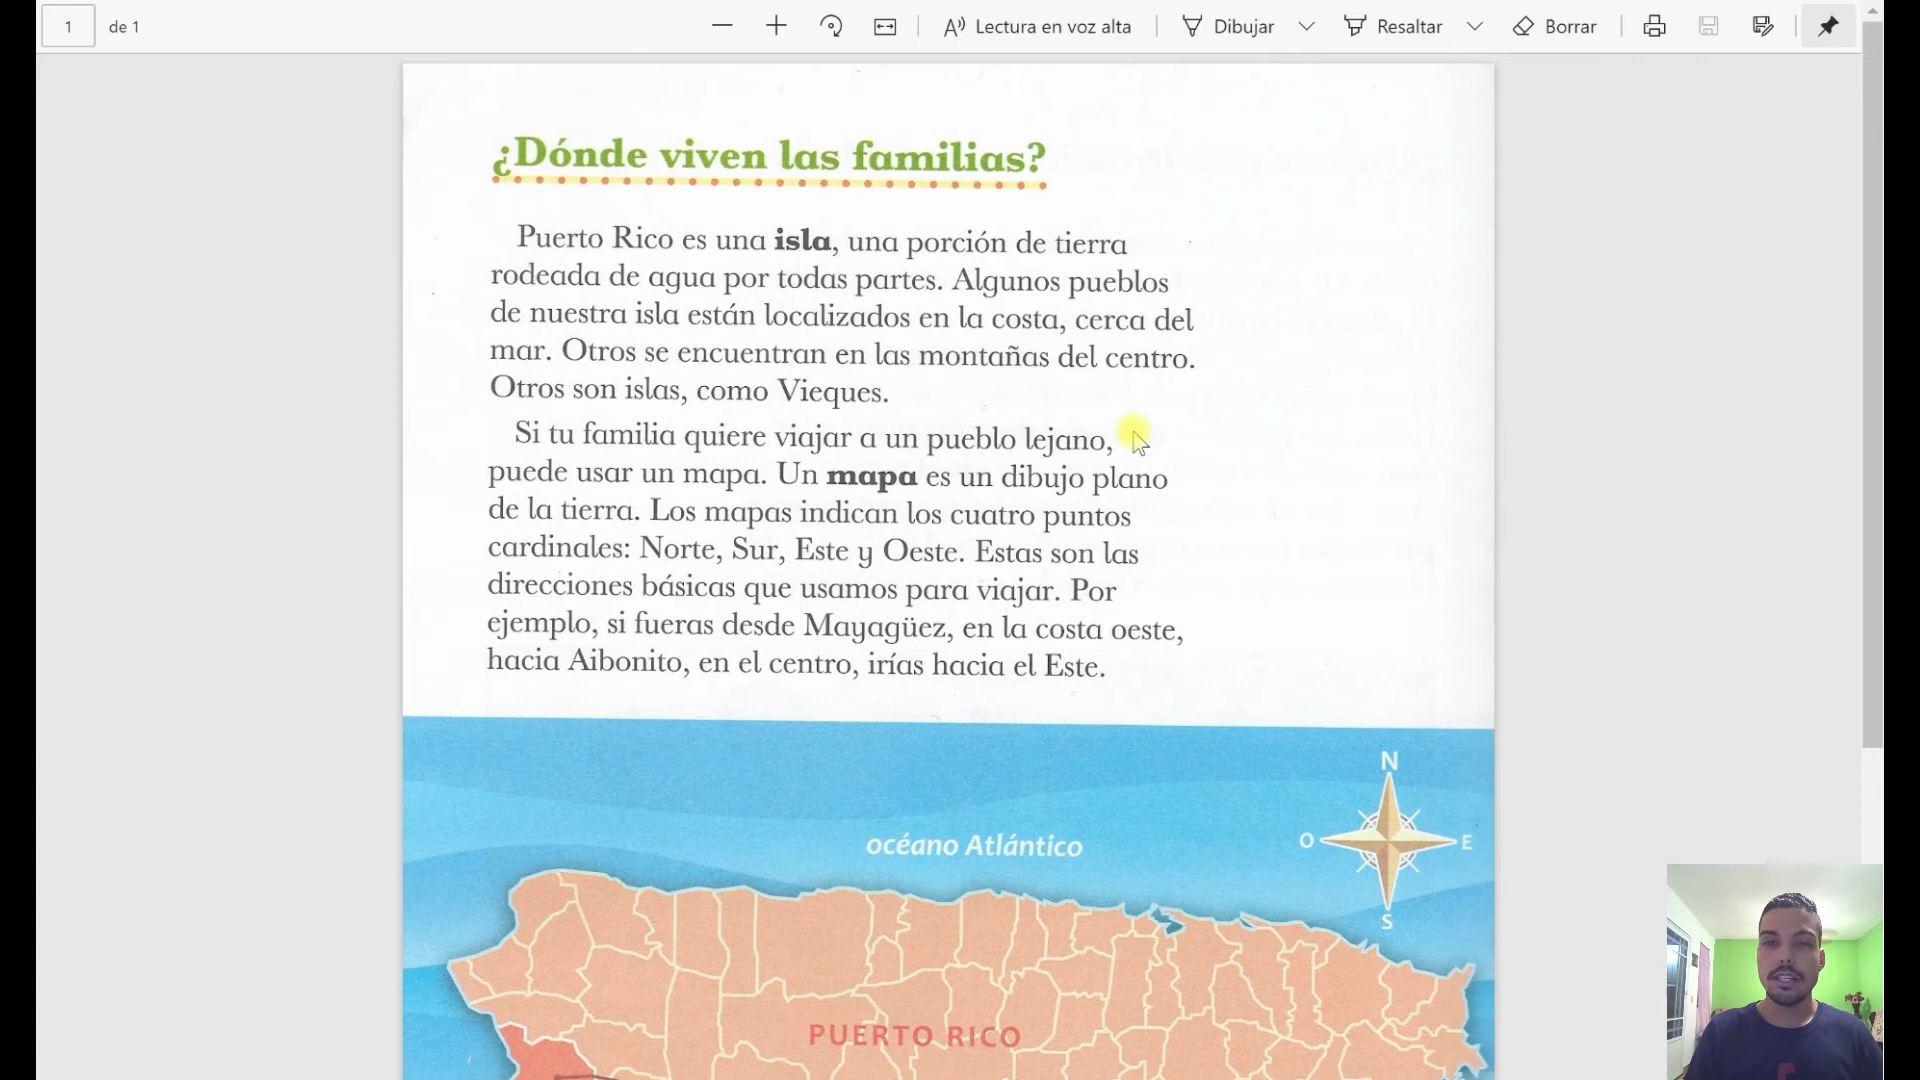 1 de 1 Lectura en voz alta Dibujar Resaltar Borrar
¿Dónde viven las familias?
Puerto Rico es una isla, una porción de tierra
rodeada de agua por todas partes. Algunos pueblos
de nuestra isla están localizados en la costa, cerca del
mar. Otros se encuentran en las montañas del centro.
Otros son islas, como Vieques.
Si tu familia quiere viajar a un pueblo lejano,
puede usar un mapa. Un mapa es un dibujo plano
de la tierra. Los mapas indican los cuatro puntos
cardinales: Norte, Sur, Este y Oeste. Estas son las
direcciones básicas que usamos para viajar. Por
ejemplo, si fueras desde Mayagüez, en la costa oeste,
hacia Aibonito, en el centro, irías hacia el Este.
N
océano Atlántico
O E
S
PUERTO RICO